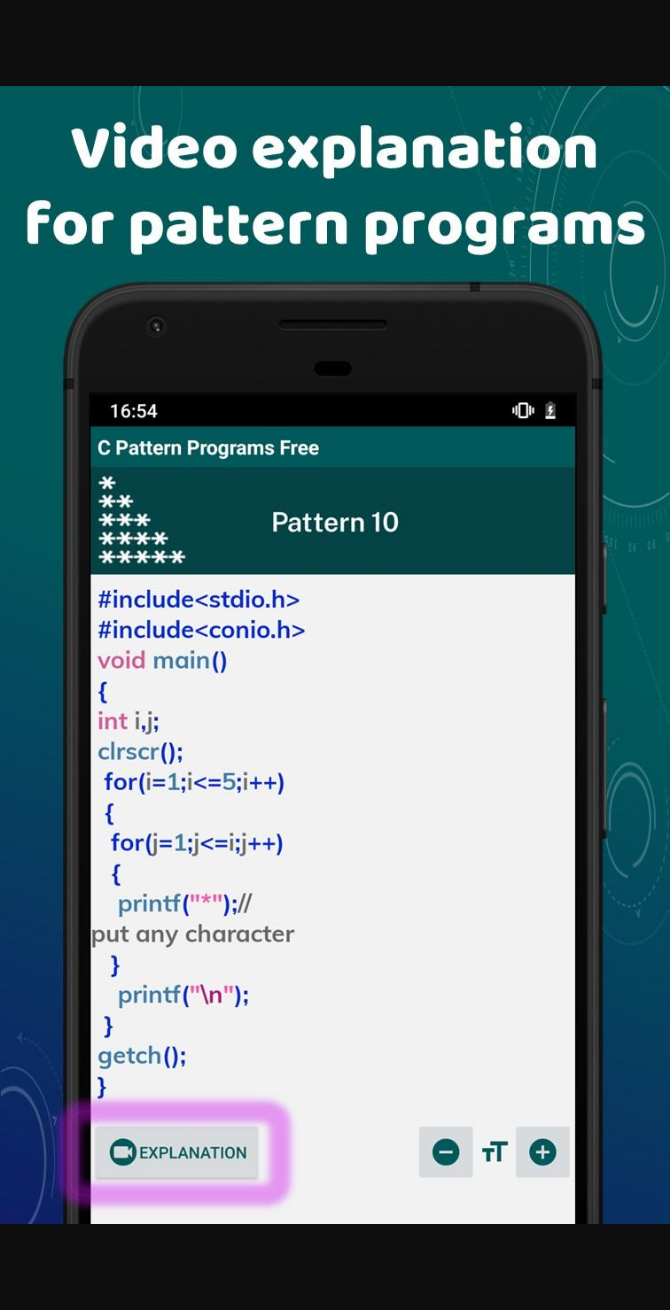 Video explanation
for pattern programs
16:54
C Pattern Programs Free
*
**
***
****
*****
Pattern 10
#include<stdio.h>
#include<conio.h>
void main()
{
int i,j;
clrscr();
for(i=1;i<=5;i++)
{
for(j=1;j<=i;j++)
{
printf("*");//
put any character
}
printf("\n");
}
getch();
}
EXPLANATION
TT